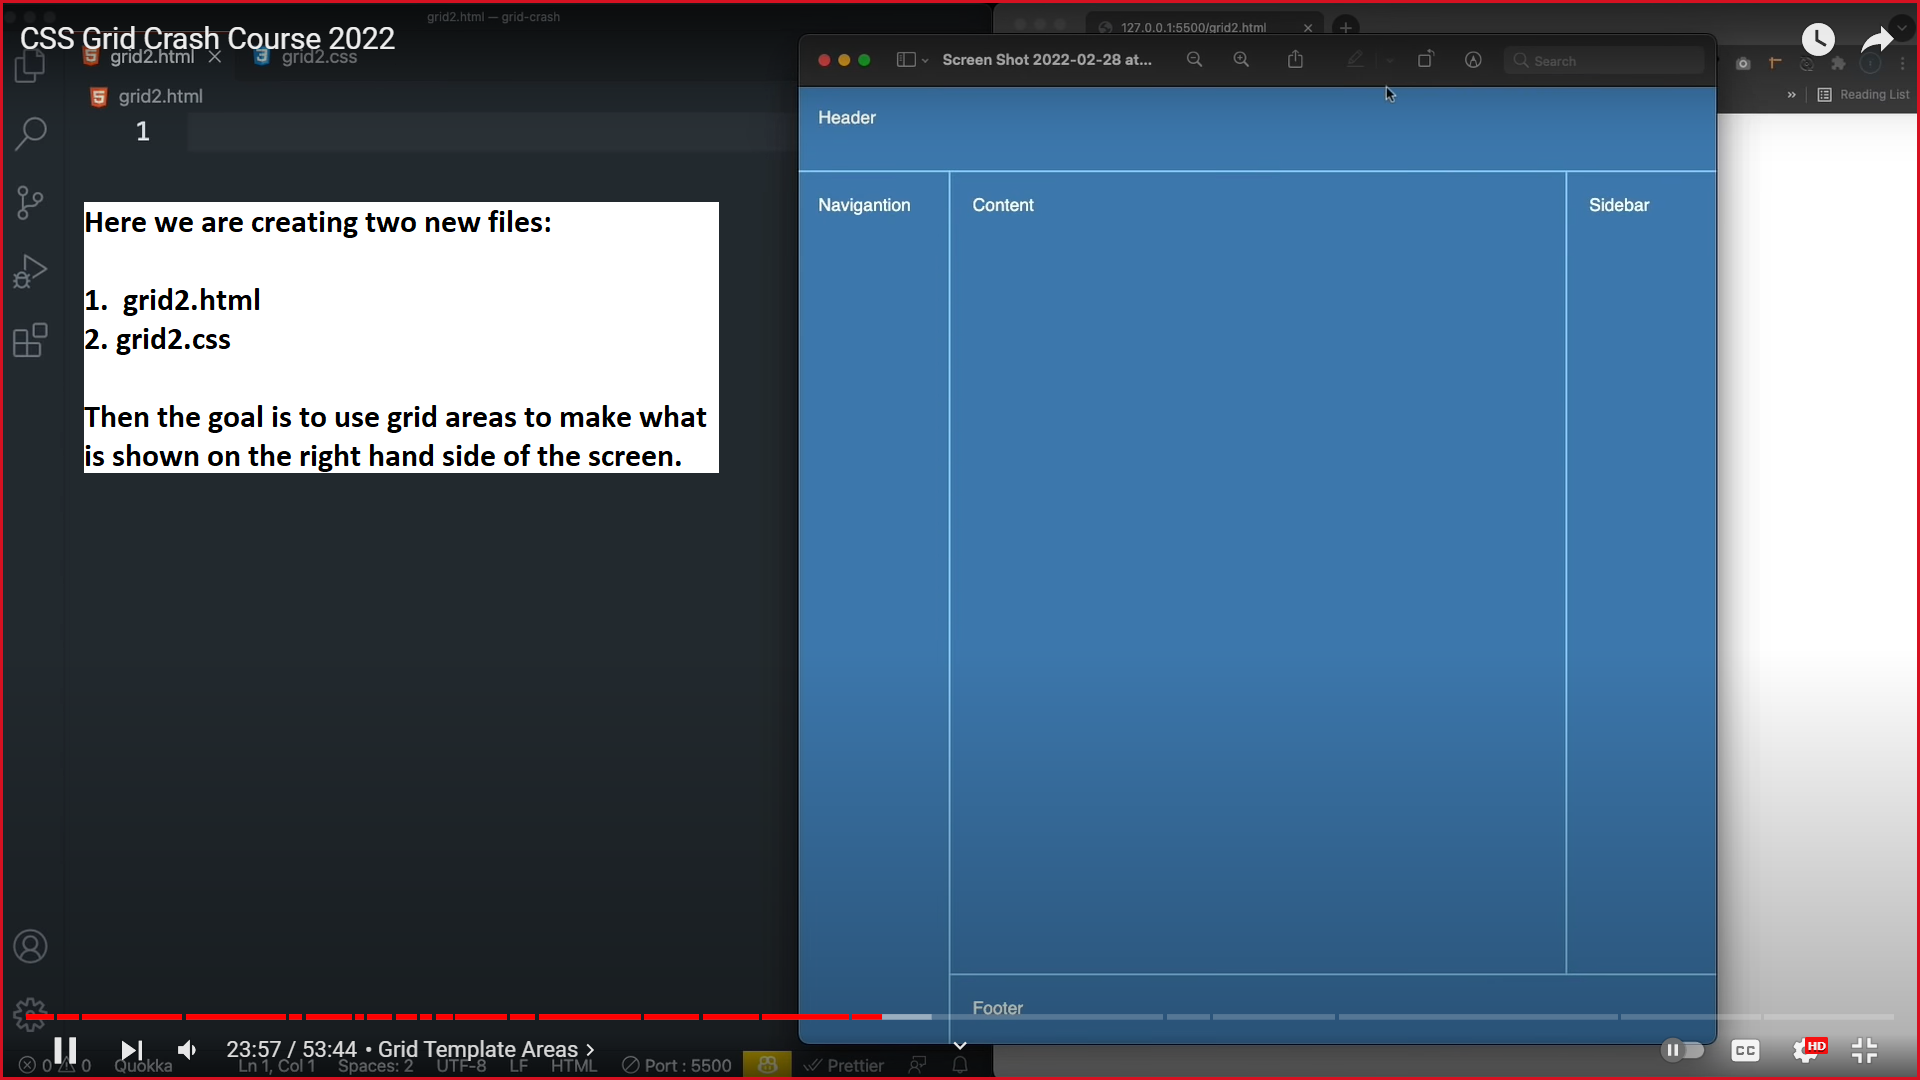 grid2.html — grid-crash
CSS Grid Crash Course 2022
grid2.html
grid2.css
grid2.html
1
Here we are creating two new files:
1. grid2.html
2. grid2.css
Then the goal is to use grid areas to make what
is shown on the right hand side of the screen.
127.0.0.1:5500/grid2.html
Screen Shot 2022-02-28 at...
Search
Reading List
Header
Navigantion
Content
Sidebar
Footer
23:57 / 53:44 • Grid Template Areas
CC
HD
0 0 Quokka Ln 1, Col 1 Spaces: 2 UTF-8 LF HTML Port : 5500 Prettier